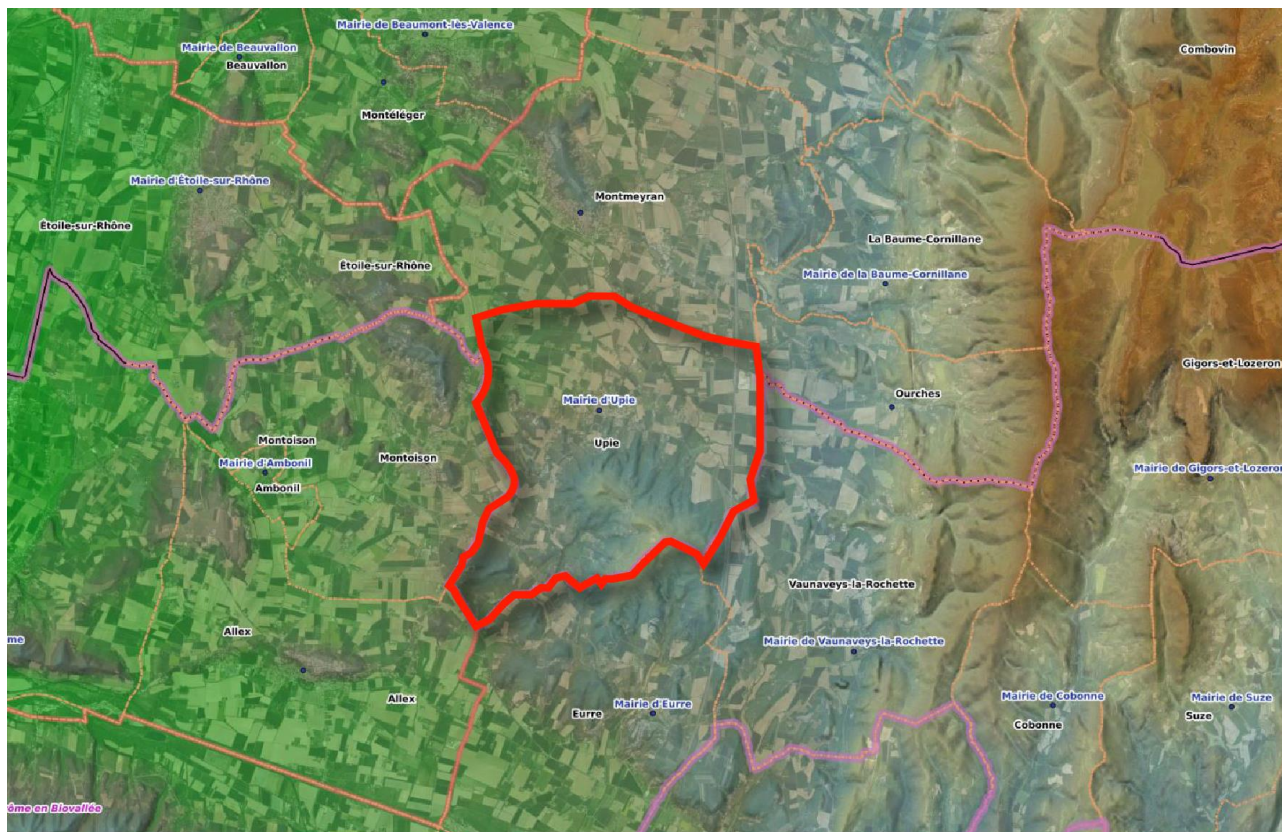 Mairie de Beaumont-lès-Valence
Mairie de Beauvallon
Beauvallon
Combovin
Montéléger
Mairie d'Étoile-sur-Rhône
Montmeyran
Étoile-sur-Rhône
La Baume-Cornillane
Étoile-sur-Rhône
Mairie de la Baume-Cornillane
Gigors-et-Lozeron
Ourches
Mairie d'Upie
Upie
Montoison
Montoison
Mairie d'Ambonil
Mairie de Gigors-et-Lozeron
Ambonil
Vaunaveys-la-Rochette
Allex
ôme
Mairie de Vaunaveys-la-Rochette
Allex
Mairie d'Eurre
Eurre
Mairie de Cobonne
Mairie de Suze
Suze
Cobonne
ôme en Biovallée